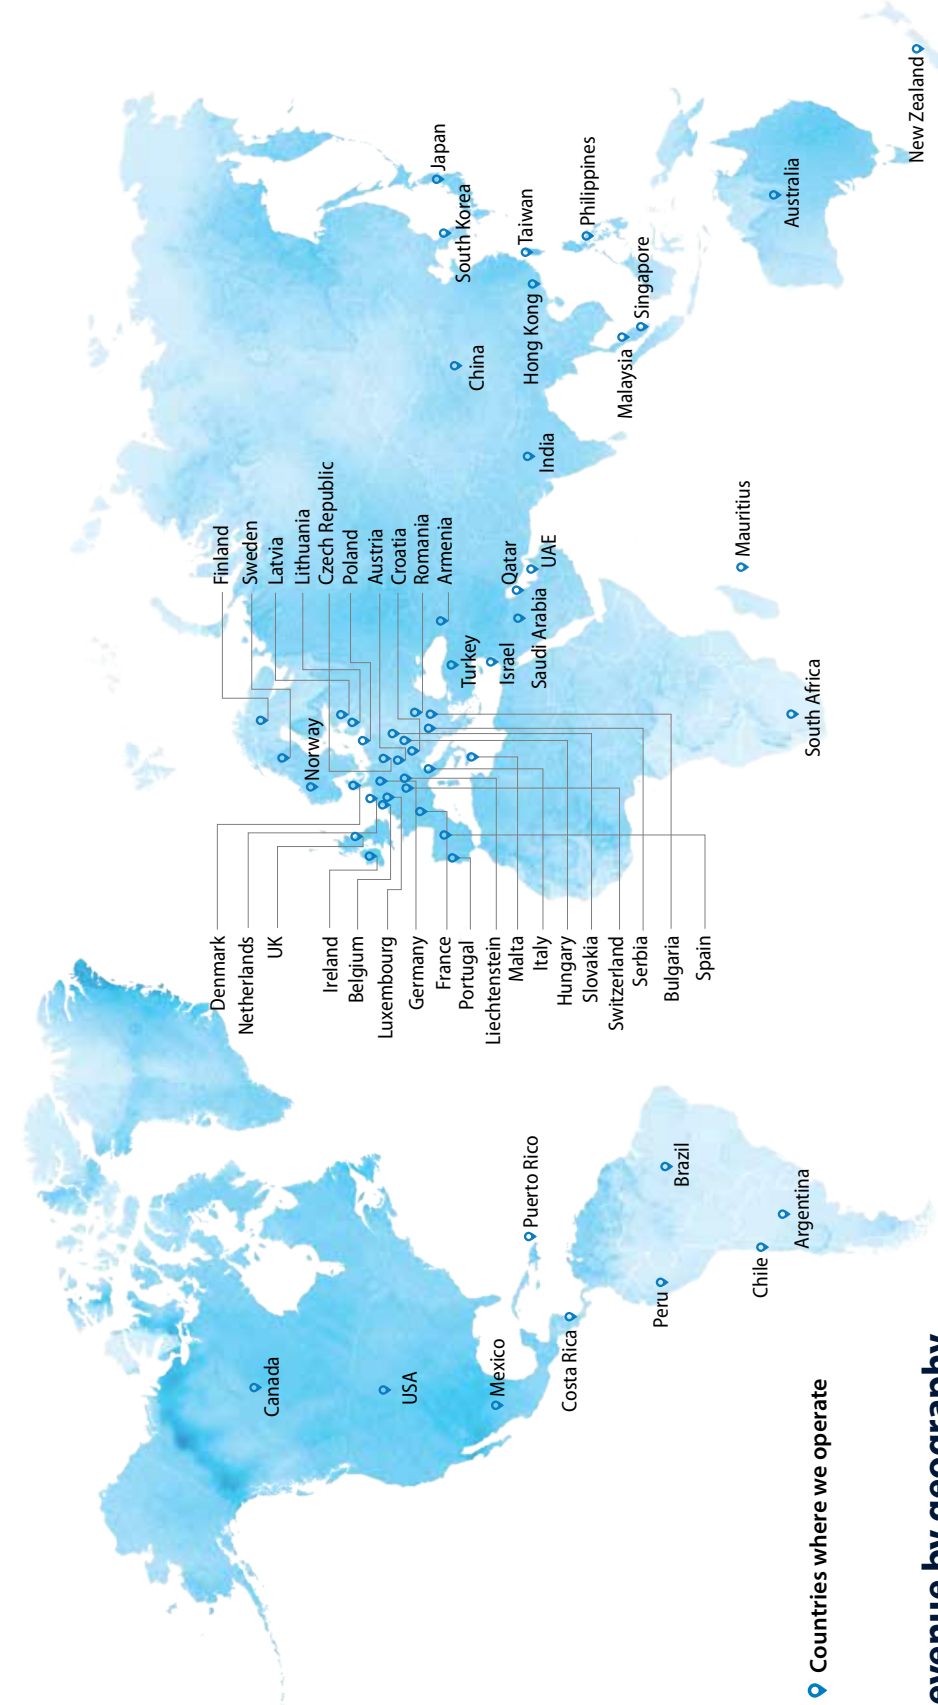 Finland
Sweden
Latvia
Lithuania
Czech Republic
Poland
Austria
Croatia
Romania
Armenia
Denmark
Netherlands
UK
Ireland
Belgium
Luxembourg
Germany
France
Portugal
Liechtenstein
Malta
Italy
Hungary
Slovakia
Switzerland
Serbia
Bulgaria
Spain
Norway
Canada
USA
Mexico
Costa Rica
Puerto Rico
Peru
Brazil
Chile
Argentina
Turkey
Israel
Saudi Arabia
Qatar
UAE
India
China
South Korea
Japan
Taiwan
Hong Kong
Philippines
Malaysia
Singapore
Mauritius
South Africa
Australia
New Zealand
Countries where we operate
evenue by geography